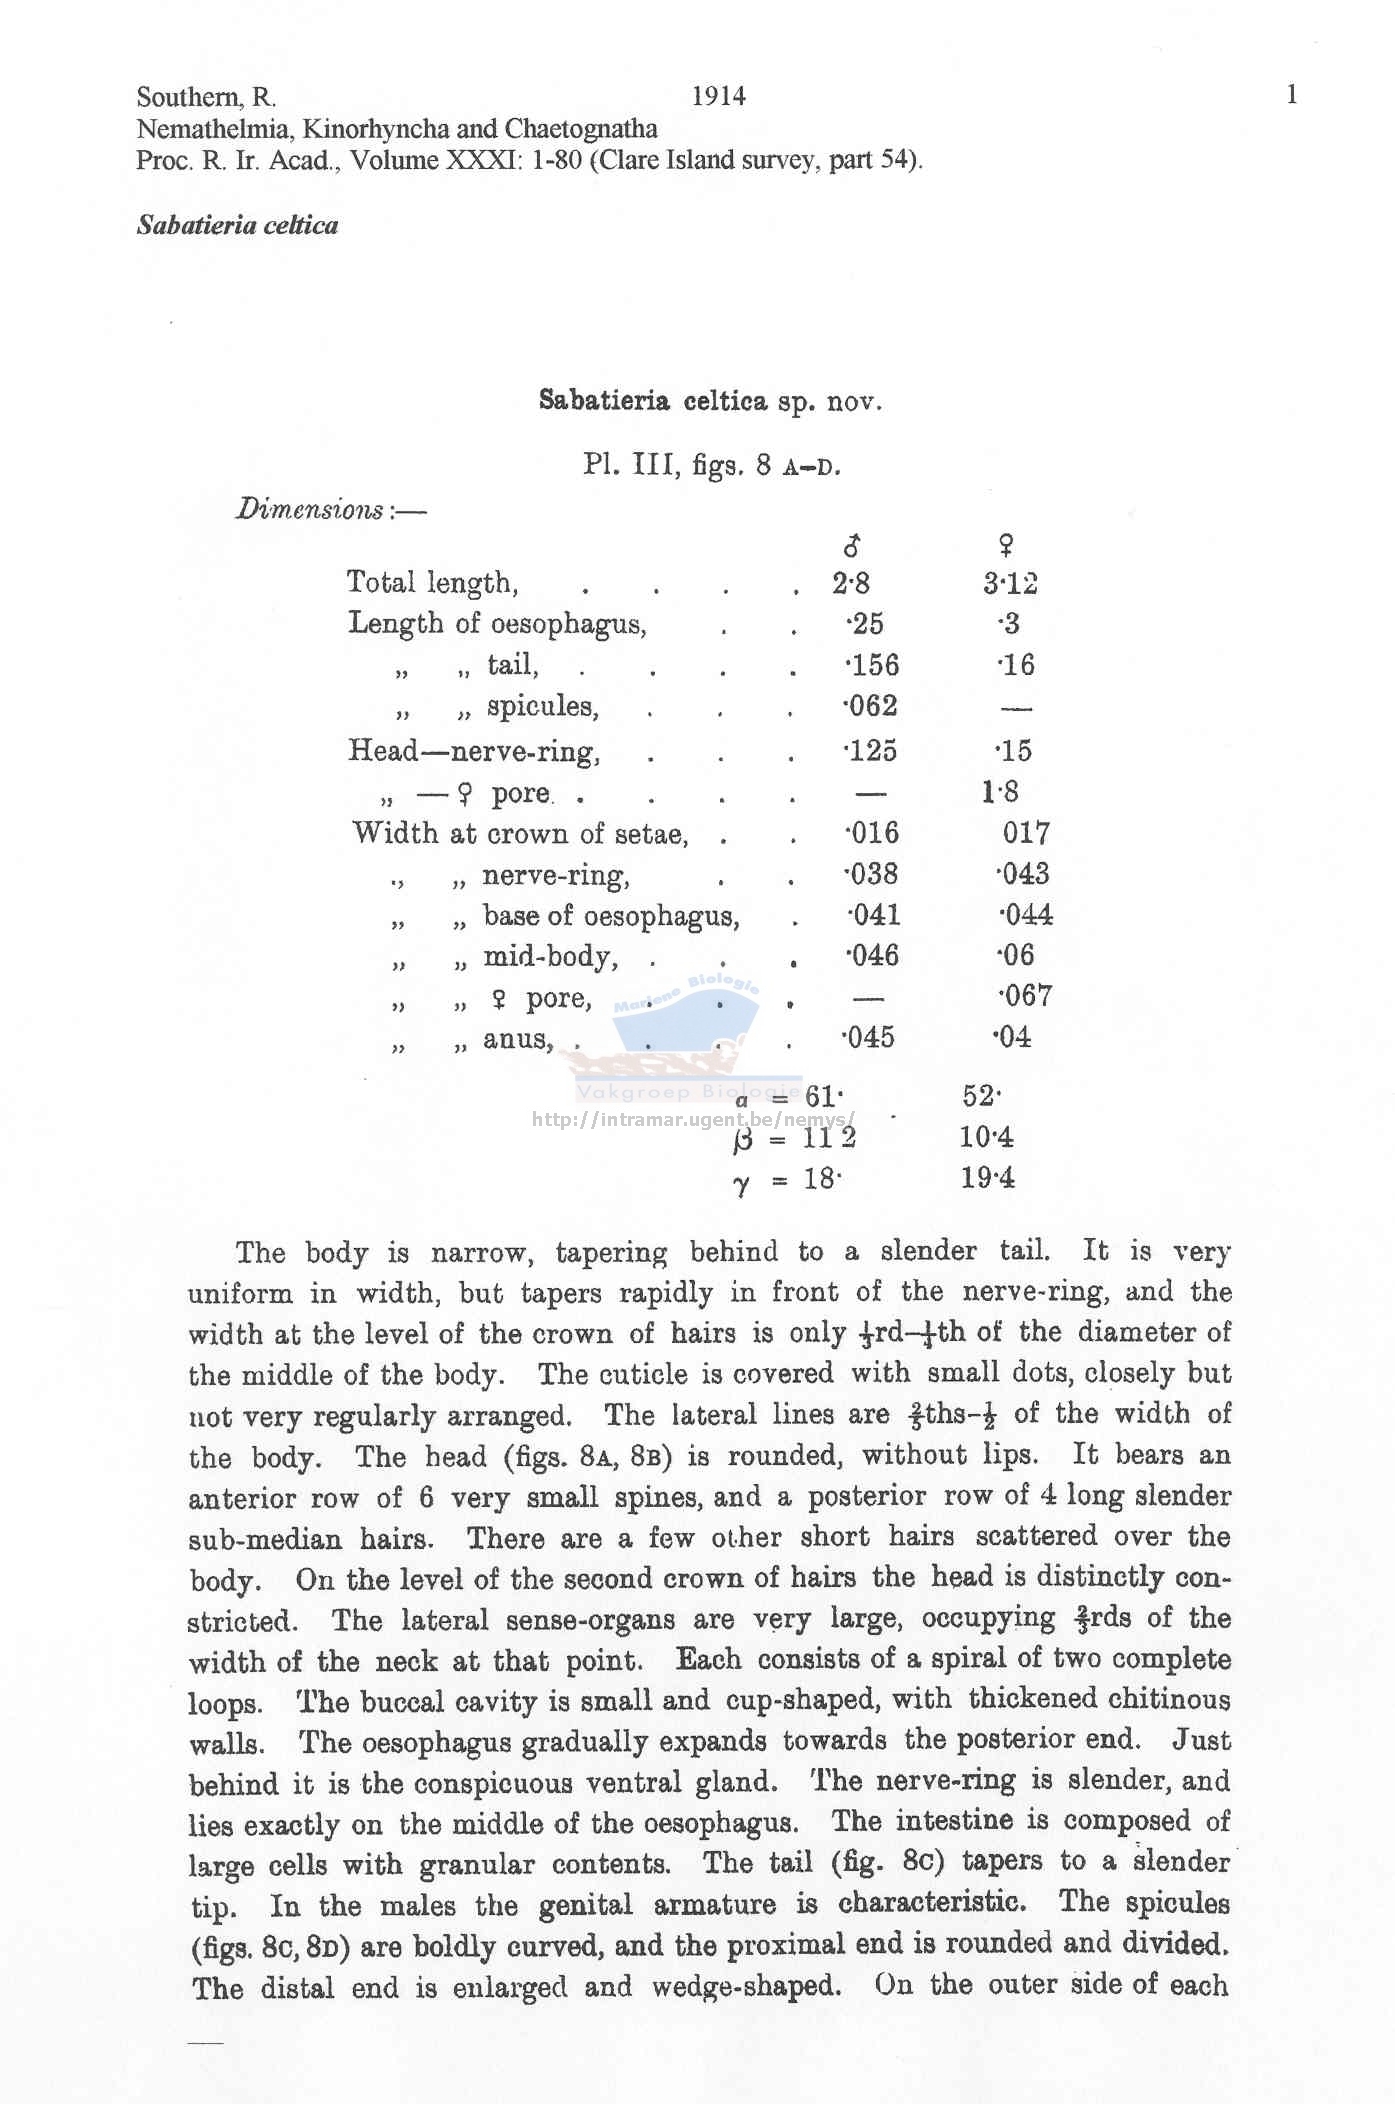 Southern, R. 1914 1
Nemathelmia, Kinorhyncha and Chaetognatha
Proc. R. Ir. Acad., Volume XXXI: 1-80 (Clare Island survey, part 54).
Sabatieria celtica
Sabatieria celtica sp. nov.
Pl. III, figs. 8 A–D.
Dimensions :—
♂ ♀
Total length, . . . . 2·8 3·12
Length of oesophagus, . . ·25 ·3
„ „ tail, . . . . ·156 ·16
„ „ spicules, . . . ·062 —
Head—nerve-ring, . . . ·125 ·15
„ —♀ pore . . . . — 1·8
Width at crown of setae, . . ·016 017
„ „ nerve-ring, . . ·038 ·043
„ „ base of oesophagus, . ·041 ·044
„ „ mid-body, . . . ·046 ·06
„ „ ♀ pore, . . . — ·067
„ „ anus, . . . . ·045 ·04
Mariene Biologie
Vakgroep Biologie
http://intramar.ugent.be/nemys/
α = 61· 52·
β = 11 2 10·4
γ = 18· 19·4
The body is narrow, tapering behind to a slender tail. It is very
uniform in width, but tapers rapidly in front of the nerve-ring, and the
width at the level of the crown of hairs is only ⅓rd–¼th of the diameter of
the middle of the body. The cuticle is covered with small dots, closely but
not very regularly arranged. The lateral lines are ⅖ths–½ of the width of
the body. The head (figs. 8A, 8B) is rounded, without lips. It bears an
anterior row of 6 very small spines, and a posterior row of 4 long slender
sub-median hairs. There are a few other short hairs scattered over the
body. On the level of the second crown of hairs the head is distinctly con-
stricted. The lateral sense-organs are very large, occupying ⅔rds of the
width of the neck at that point. Each consists of a spiral of two complete
loops. The buccal cavity is small and cup-shaped, with thickened chitinous
walls. The oesophagus gradually expands towards the posterior end. Just
behind it is the conspicuous ventral gland. The nerve-ring is slender, and
lies exactly on the middle of the oesophagus. The intestine is composed of
large cells with granular contents. The tail (fig. 8C) tapers to a slender
tip. In the males the genital armature is characteristic. The spicules
(figs. 8C, 8D) are boldly curved, and the proximal end is rounded and divided.
The distal end is enlarged and wedge-shaped. On the outer side of each